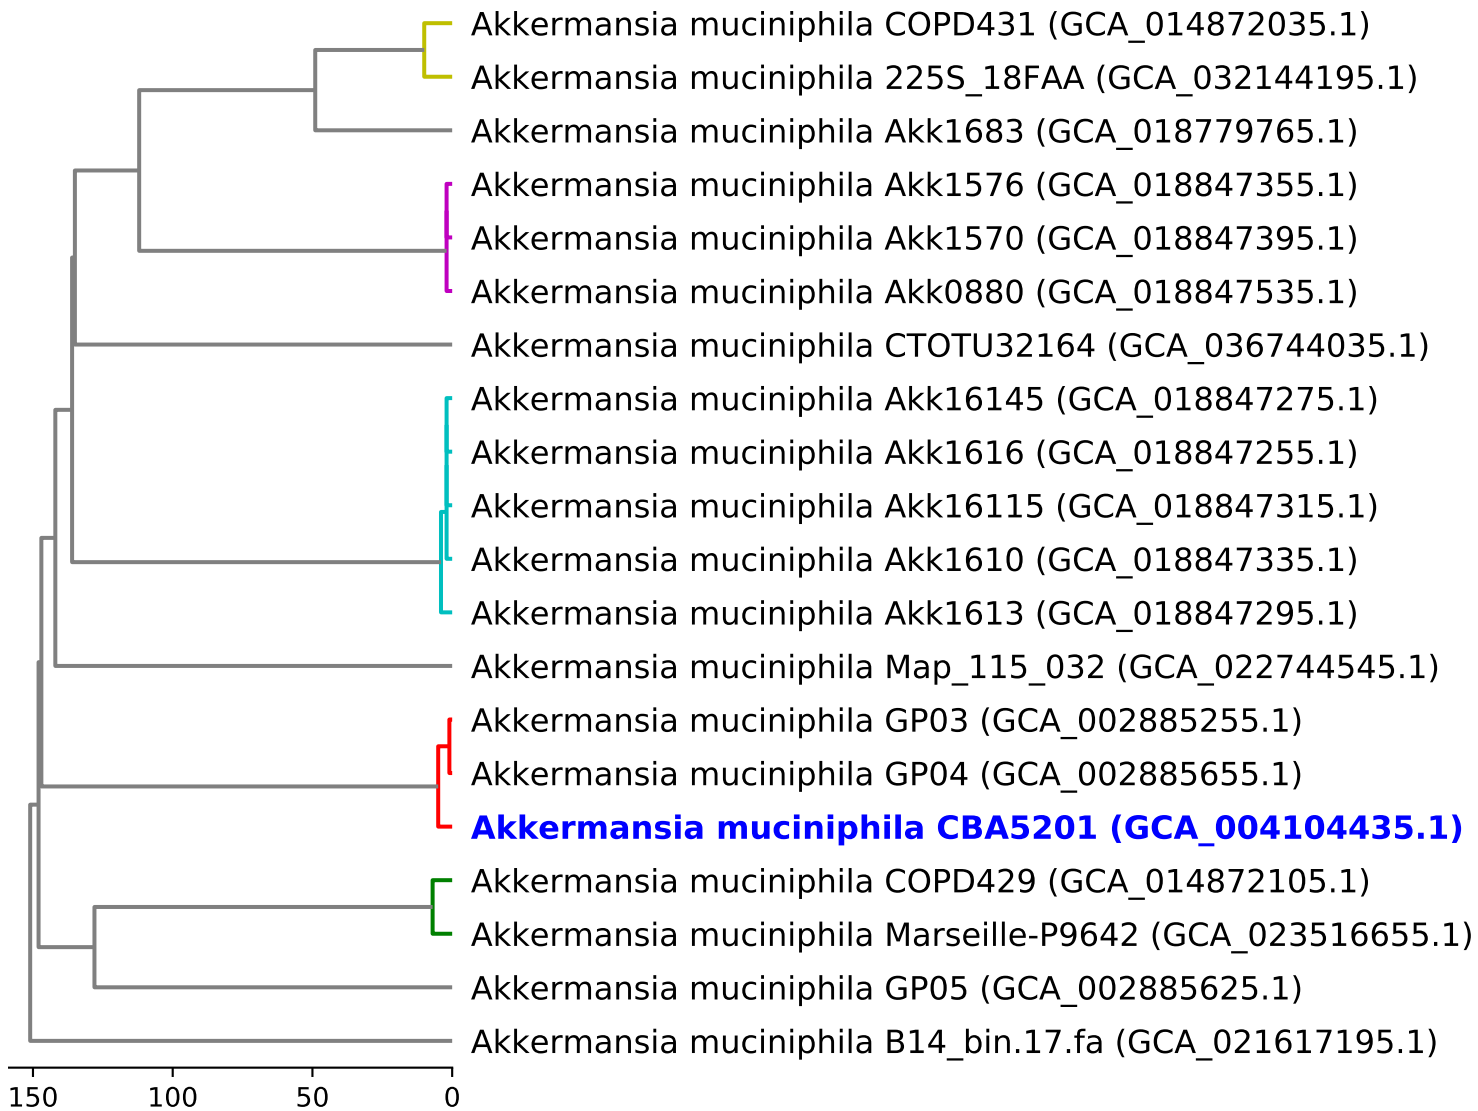 Akkermansia muciniphila COPD431 (GCA_014872035.1)
Akkermansia muciniphila 225S_18FAA (GCA_032144195.1)
Akkermansia muciniphila Akk1683 (GCA_018779765.1)
Akkermansia muciniphila Akk1576 (GCA_018847355.1)
Akkermansia muciniphila Akk1570 (GCA_018847395.1)
Akkermansia muciniphila Akk0880 (GCA_018847535.1)
Akkermansia muciniphila CTOTU32164 (GCA_036744035.1)
Akkermansia muciniphila Akk16145 (GCA_018847275.1)
Akkermansia muciniphila Akk1616 (GCA_018847255.1)
Akkermansia muciniphila Akk16115 (GCA_018847315.1)
Akkermansia muciniphila Akk1610 (GCA_018847335.1)
Akkermansia muciniphila Akk1613 (GCA_018847295.1)
Akkermansia muciniphila Map_115_032 (GCA_022744545.1)
Akkermansia muciniphila GP03 (GCA_002885255.1)
Akkermansia muciniphila GP04 (GCA_002885655.1)
Akkermansia muciniphila CBA5201 (GCA_004104435.1)
Akkermansia muciniphila COPD429 (GCA_014872105.1)
Akkermansia muciniphila Marseille-P9642 (GCA_023516655.1)
Akkermansia muciniphila GP05 (GCA_002885625.1)
Akkermansia muciniphila B14_bin.17.fa (GCA_021617195.1)
150 100 50 0